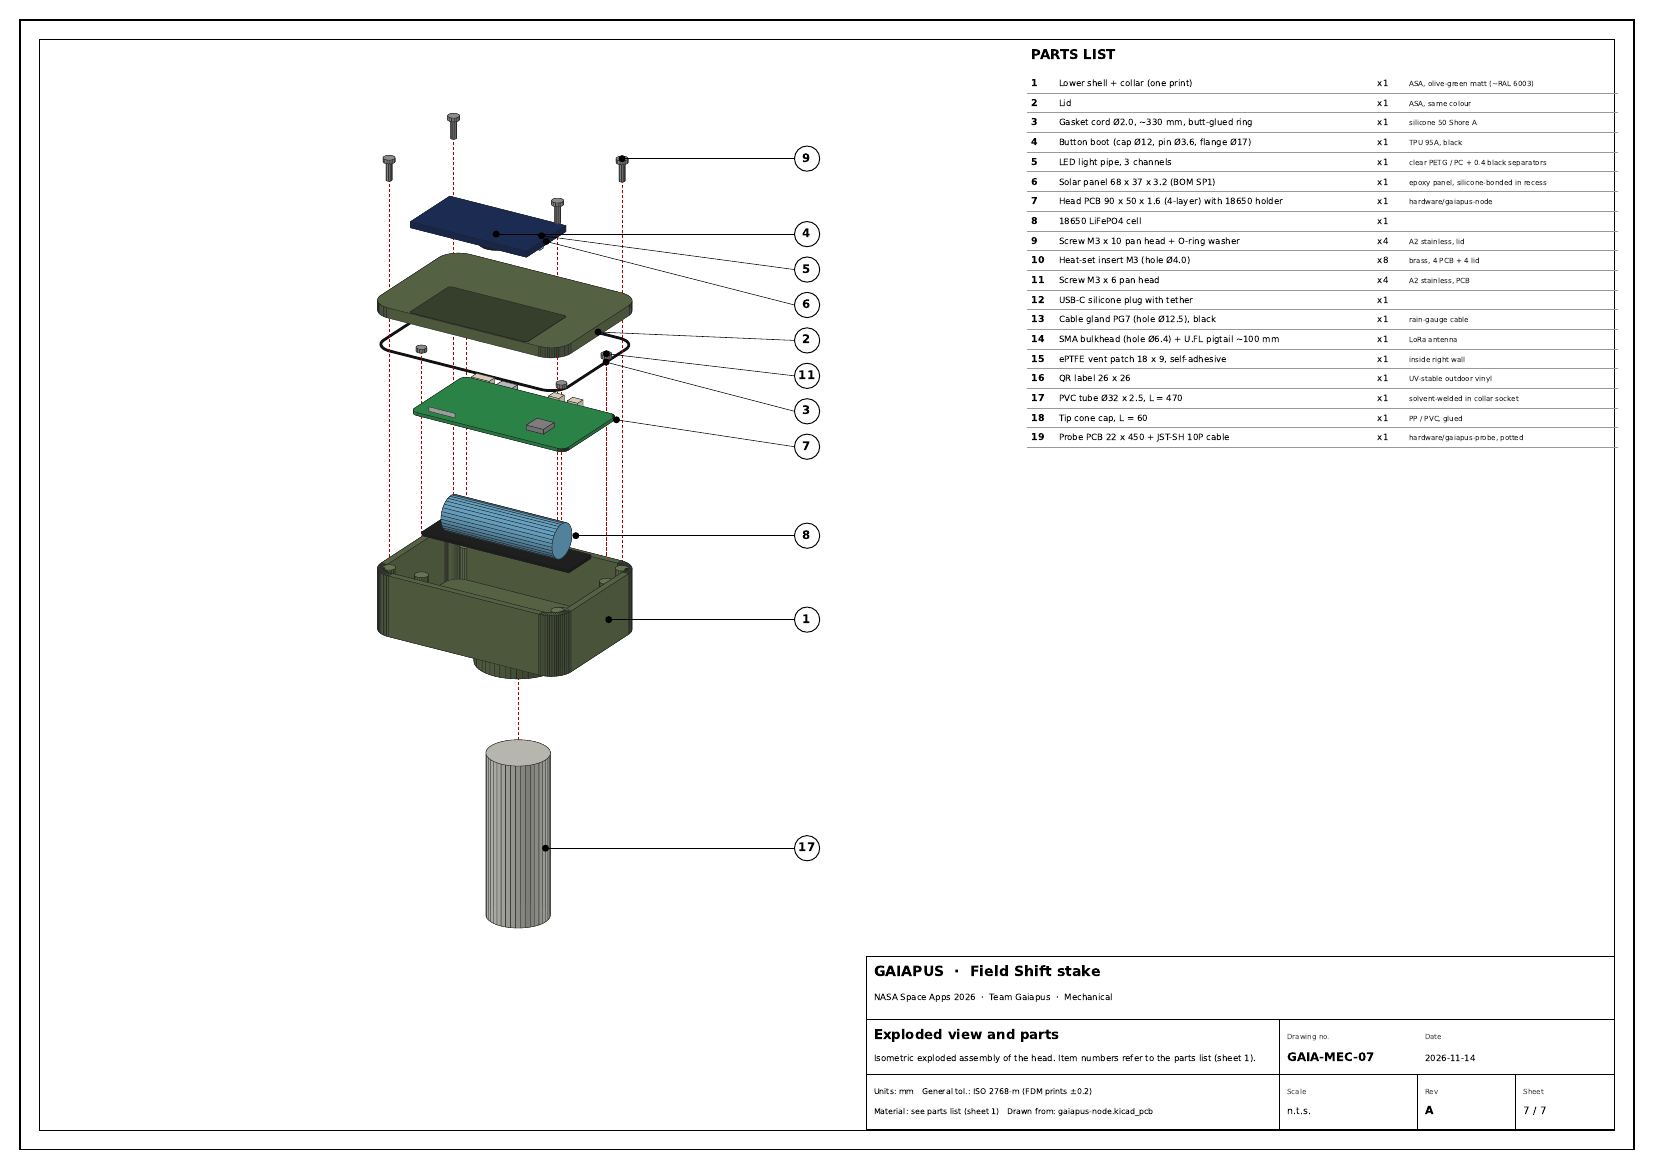 PARTS LIST
1 Lower shell + collar (one print) x1 ASA, olive-green matt (~RAL 6003)
2 Lid x1 ASA, same colour
3 Gasket cord Ø2.0, ~330 mm, butt-glued ring x1 silicone 50 Shore A
4 Button boot (cap Ø12, pin Ø3.6, flange Ø17) x1 TPU 95A, black
5 LED light pipe, 3 channels x1 clear PETG / PC + 0.4 black separators
6 Solar panel 68 x 37 x 3.2 (BOM SP1) x1 epoxy panel, silicone-bonded in recess
7 Head PCB 90 x 50 x 1.6 (4-layer) with 18650 holder x1 hardware/gaiapus-node
8 18650 LiFePO4 cell x1
9 Screw M3 x 10 pan head + O-ring washer x4 A2 stainless, lid
10 Heat-set insert M3 (hole Ø4.0) x8 brass, 4 PCB + 4 lid
11 Screw M3 x 6 pan head x4 A2 stainless, PCB
12 USB-C silicone plug with tether x1
13 Cable gland PG7 (hole Ø12.5), black x1 rain-gauge cable
14 SMA bulkhead (hole Ø6.4) + U.FL pigtail ~100 mm x1 LoRa antenna
15 ePTFE vent patch 18 x 9, self-adhesive x1 inside right wall
16 QR label 26 x 26 x1 UV-stable outdoor vinyl
17 PVC tube Ø32 x 2.5, L = 470 x1 solvent-welded in collar socket
18 Tip cone cap, L = 60 x1 PP / PVC, glued
19 Probe PCB 22 x 450 + JST-SH 10P cable x1 hardware/gaiapus-probe, potted
9
4
5
6
2
11
3
7
8
1
17
GAIAPUS · Field Shift stake
NASA Space Apps 2026 · Team Gaiapus · Mechanical
Exploded view and parts
Isometric exploded assembly of the head. Item numbers refer to the parts list (sheet 1).
Drawing no. Date
GAIA-MEC-07 2026-11-14
Units: mm General tol.: ISO 2768-m (FDM prints ±0.2)
Material: see parts list (sheet 1) Drawn from: gaiapus-node.kicad_pcb
Scale Rev Sheet
n.t.s. A 7 / 7